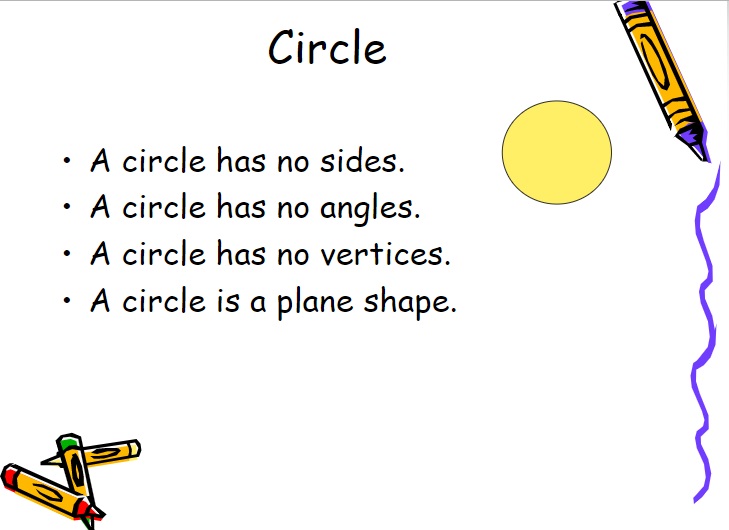 Circle
• A circle has no sides.
• A circle has no angles.
• A circle has no vertices.
• A circle is a plane shape.